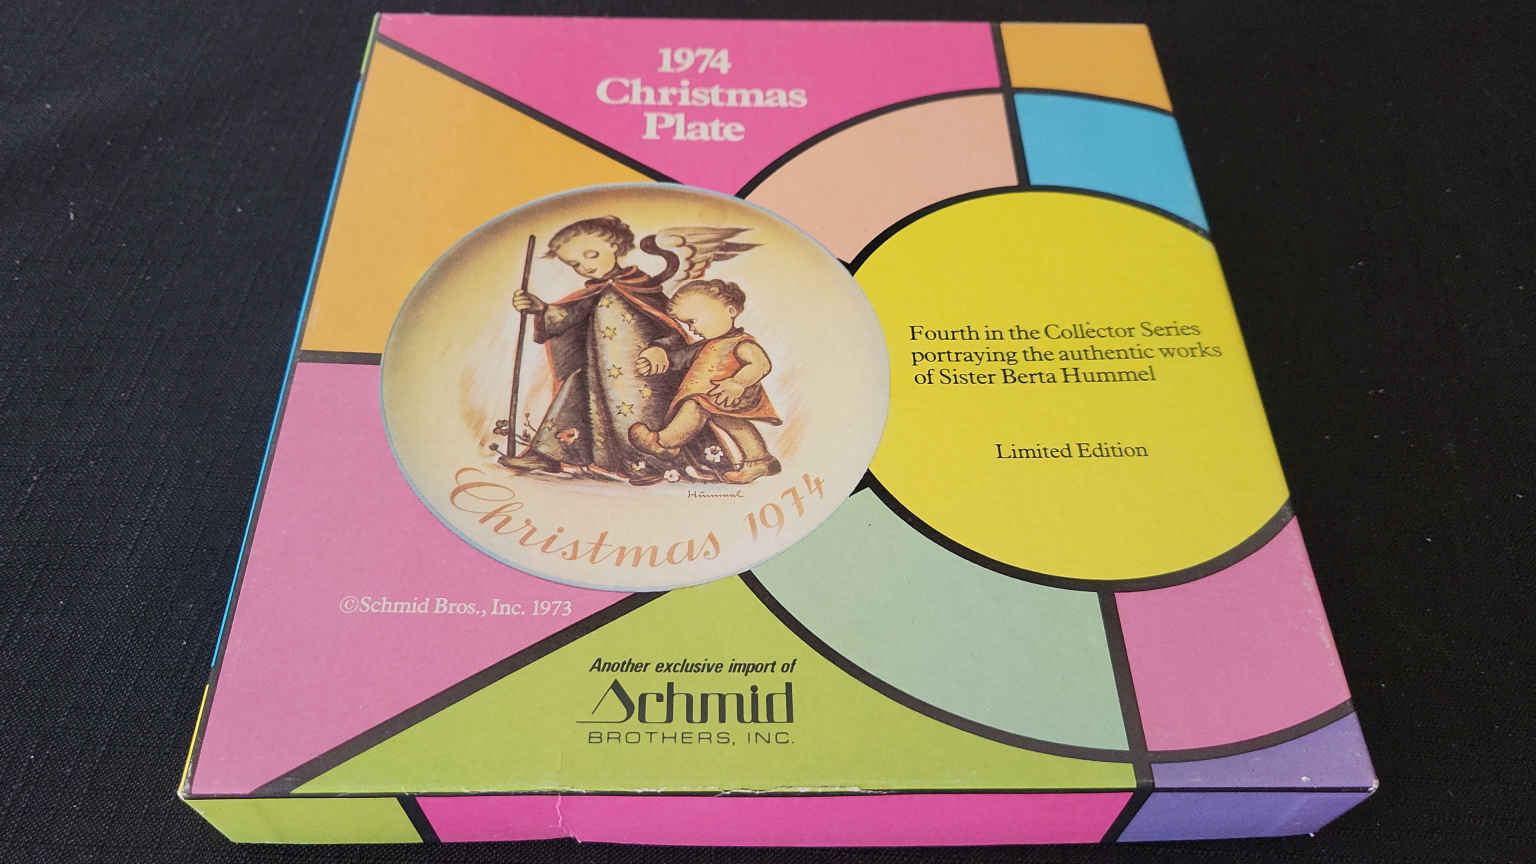 1974
Christmas
Plate
Fourth in the Collector Series
portraying the authentic works
of Sister Berta Hummel
Limited Edition
Hummel
Christmas 1974
©Schmid Bros., Inc. 1973
Another exclusive import of
Schmid
BROTHERS, INC.